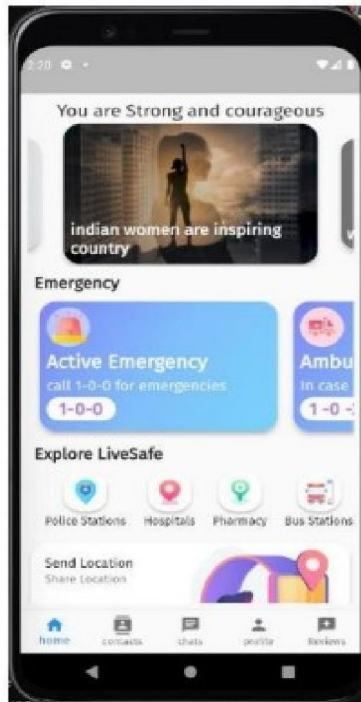 2:20
You are Strong and courageous
indian women are inspiring
country
Emergency
Active Emergency
call 1-0-0 for emergencies
1-0-0
Ambu
In case
1 -0 -
Explore LiveSafe
Police Stations
Hospitals
Pharmacy
Bus Stations
Send Location
Share Location
home
contacts
chats
profile
Reviews